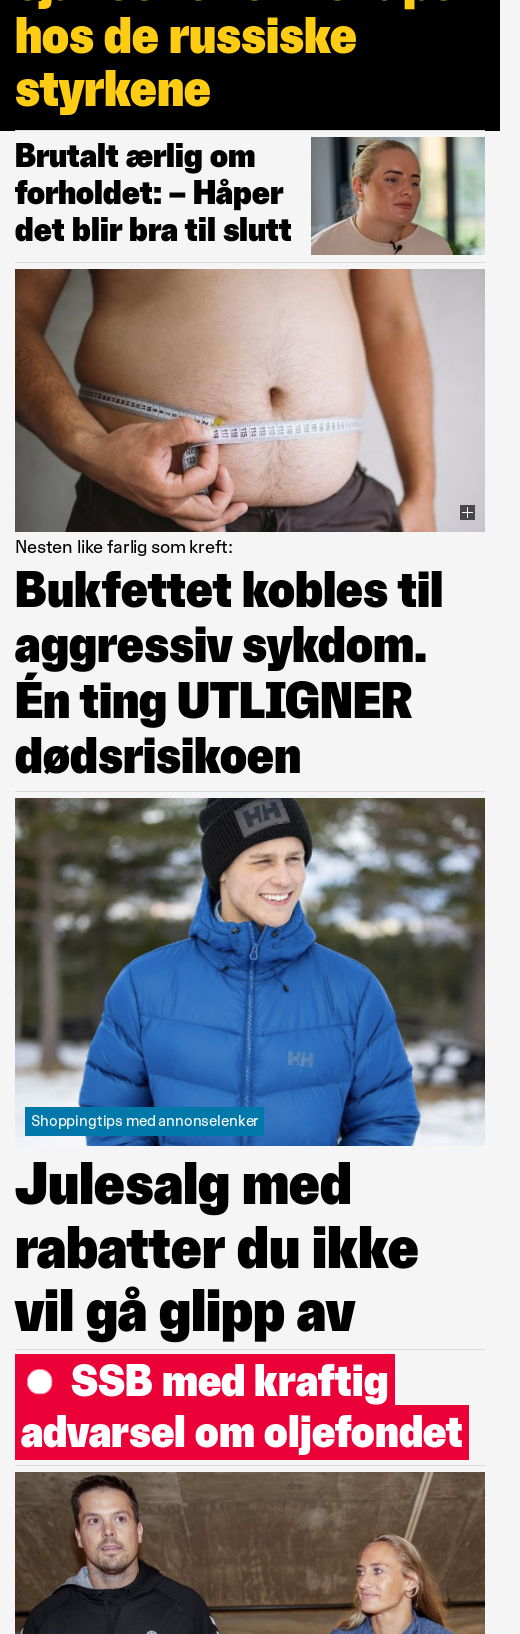 hos de russiske
styrkene
Brutalt ærlig om
forholdet: – Håper
det blir bra til slutt
Nesten like farlig som kreft:
Bukfettet kobles til
aggressiv sykdom.
Én ting UTLIGNER
dødsrisikoen
HH
HH
Shoppingtips med annonselenker
Julesalg med
rabatter du ikke
vil gå glipp av
SSB med kraftig
advarsel om oljefondet